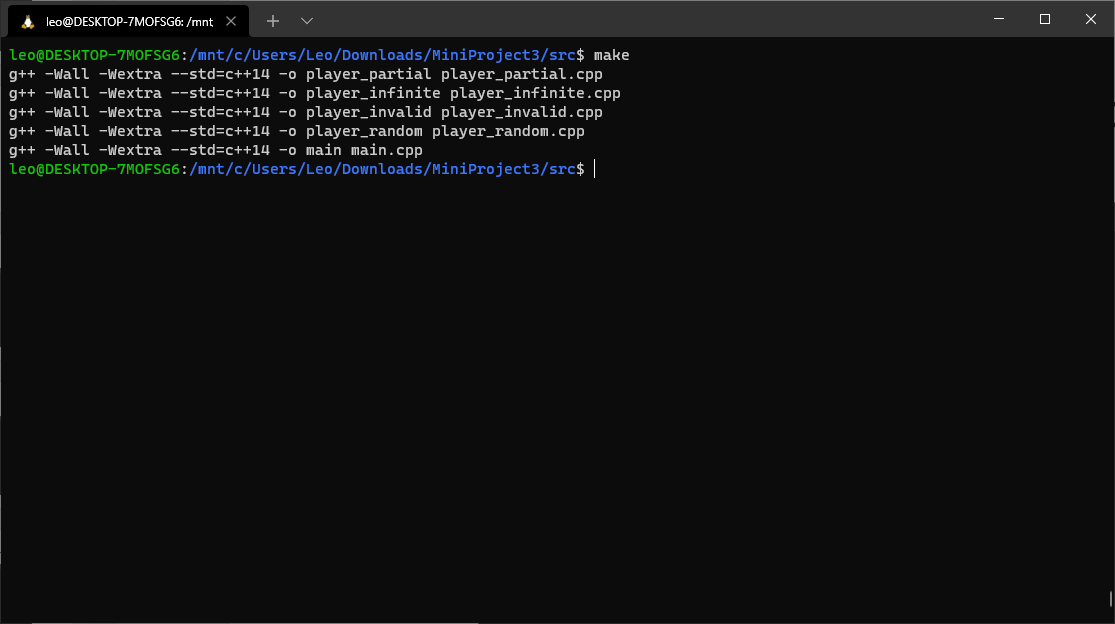 leo@DESKTOP-7MOFSG6: /mnt
leo@DESKTOP-7MOFSG6:/mnt/c/Users/Leo/Downloads/MiniProject3/src$ make
g++ -Wall -Wextra --std=c++14 -o player_partial player_partial.cpp
g++ -Wall -Wextra --std=c++14 -o player_infinite player_infinite.cpp
g++ -Wall -Wextra --std=c++14 -o player_invalid player_invalid.cpp
g++ -Wall -Wextra --std=c++14 -o player_random player_random.cpp
g++ -Wall -Wextra --std=c++14 -o main main.cpp
leo@DESKTOP-7MOFSG6:/mnt/c/Users/Leo/Downloads/MiniProject3/src$